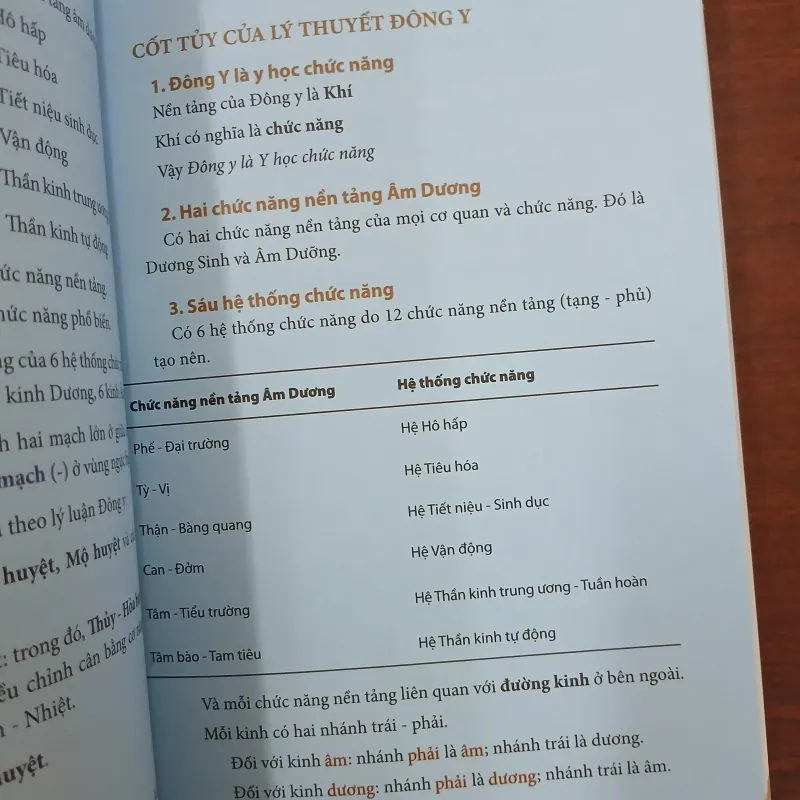 Hô hấp
Tiêu hóa
Tiết niệu sinh dục
Vận động
Thần kinh trung ương
Thần kinh tự động
ức năng nền tảng
ức năng phổ biến.
ng của 6 hệ thống
kinh Dương, 6 kinh
hai mạch lớn ở
mạch (-) ở vùng
theo lý luận Đông y
huyệt, Mộ huyệt và
: trong đó, Thủy - Hỏa
chỉnh cân bằng cơ
- Nhiệt.
uyệt.
CỐT TỦY CỦA LÝ THUYẾT ĐÔNG Y
1. Đông Y là y học chức năng
Nền tảng của Đông y là Khí
Khí có nghĩa là chức năng
Vậy Đông y là Y học chức năng
2. Hai chức năng nền tảng Âm Dương
Có hai chức năng nền tảng của mọi cơ quan và chức năng. Đó là
Dương Sinh và Âm Dưỡng.
3. Sáu hệ thống chức năng
Có 6 hệ thống chức năng do 12 chức năng nền tảng (tạng - phủ)
tạo nên.
Chức năng nền tảng Âm Dương Hệ thống chức năng
Phế - Đại trường Hệ Hô hấp
Tỳ - Vị Hệ Tiêu hóa
Thận - Bàng quang Hệ Tiết niệu - Sinh dục
Can - Đởm Hệ Vận động
Tâm - Tiểu trường Hệ Thần kinh trung ương - Tuần hoàn
Tâm bào - Tam tiêu Hệ Thần kinh tự động
Và mỗi chức năng nền tảng liên quan với đường kinh ở bên ngoài.
Mỗi kinh có hai nhánh trái - phải.
Đối với kinh âm: nhánh phải là âm; nhánh trái là dương.
Đối với kinh dương: nhánh phải là dương; nhánh trái là âm.